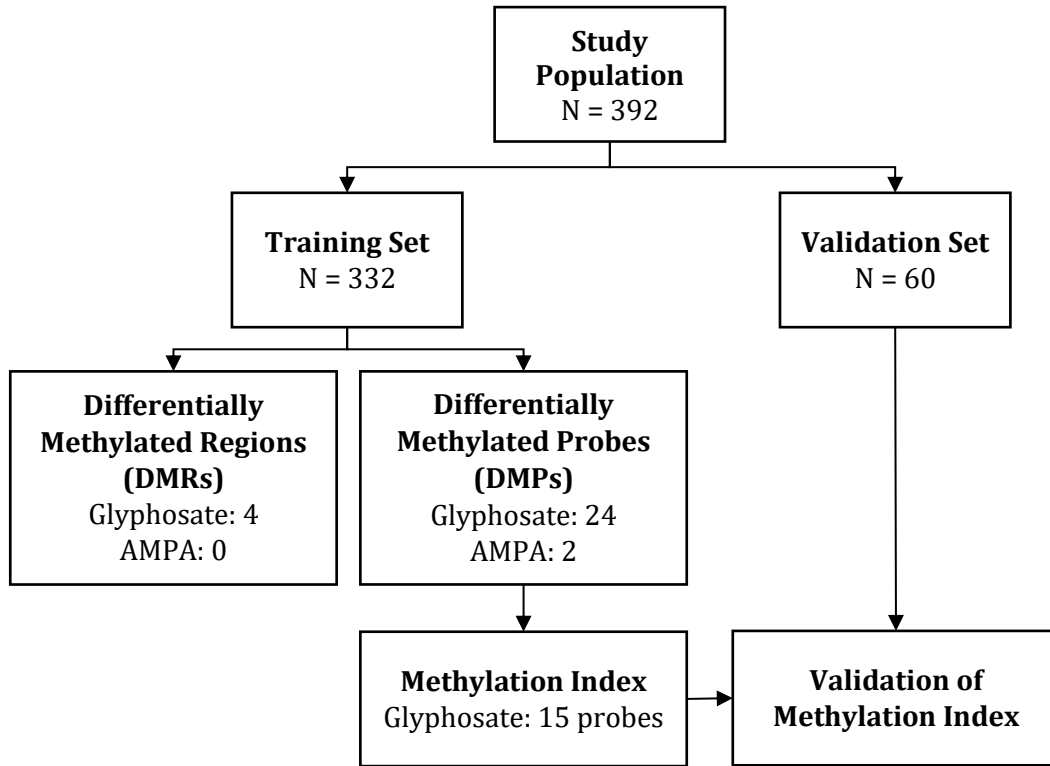 Study
Population
N = 392
Training Set
N = 332
Validation Set
N = 60
Differentially
Methylated Regions
(DMRs)
Glyphosate: 4
AMPA: 0
Differentially
Methylated Probes
(DMPs)
Glyphosate: 24
AMPA: 2
Methylation Index
Glyphosate: 15 probes
Validation of
Methylation Index